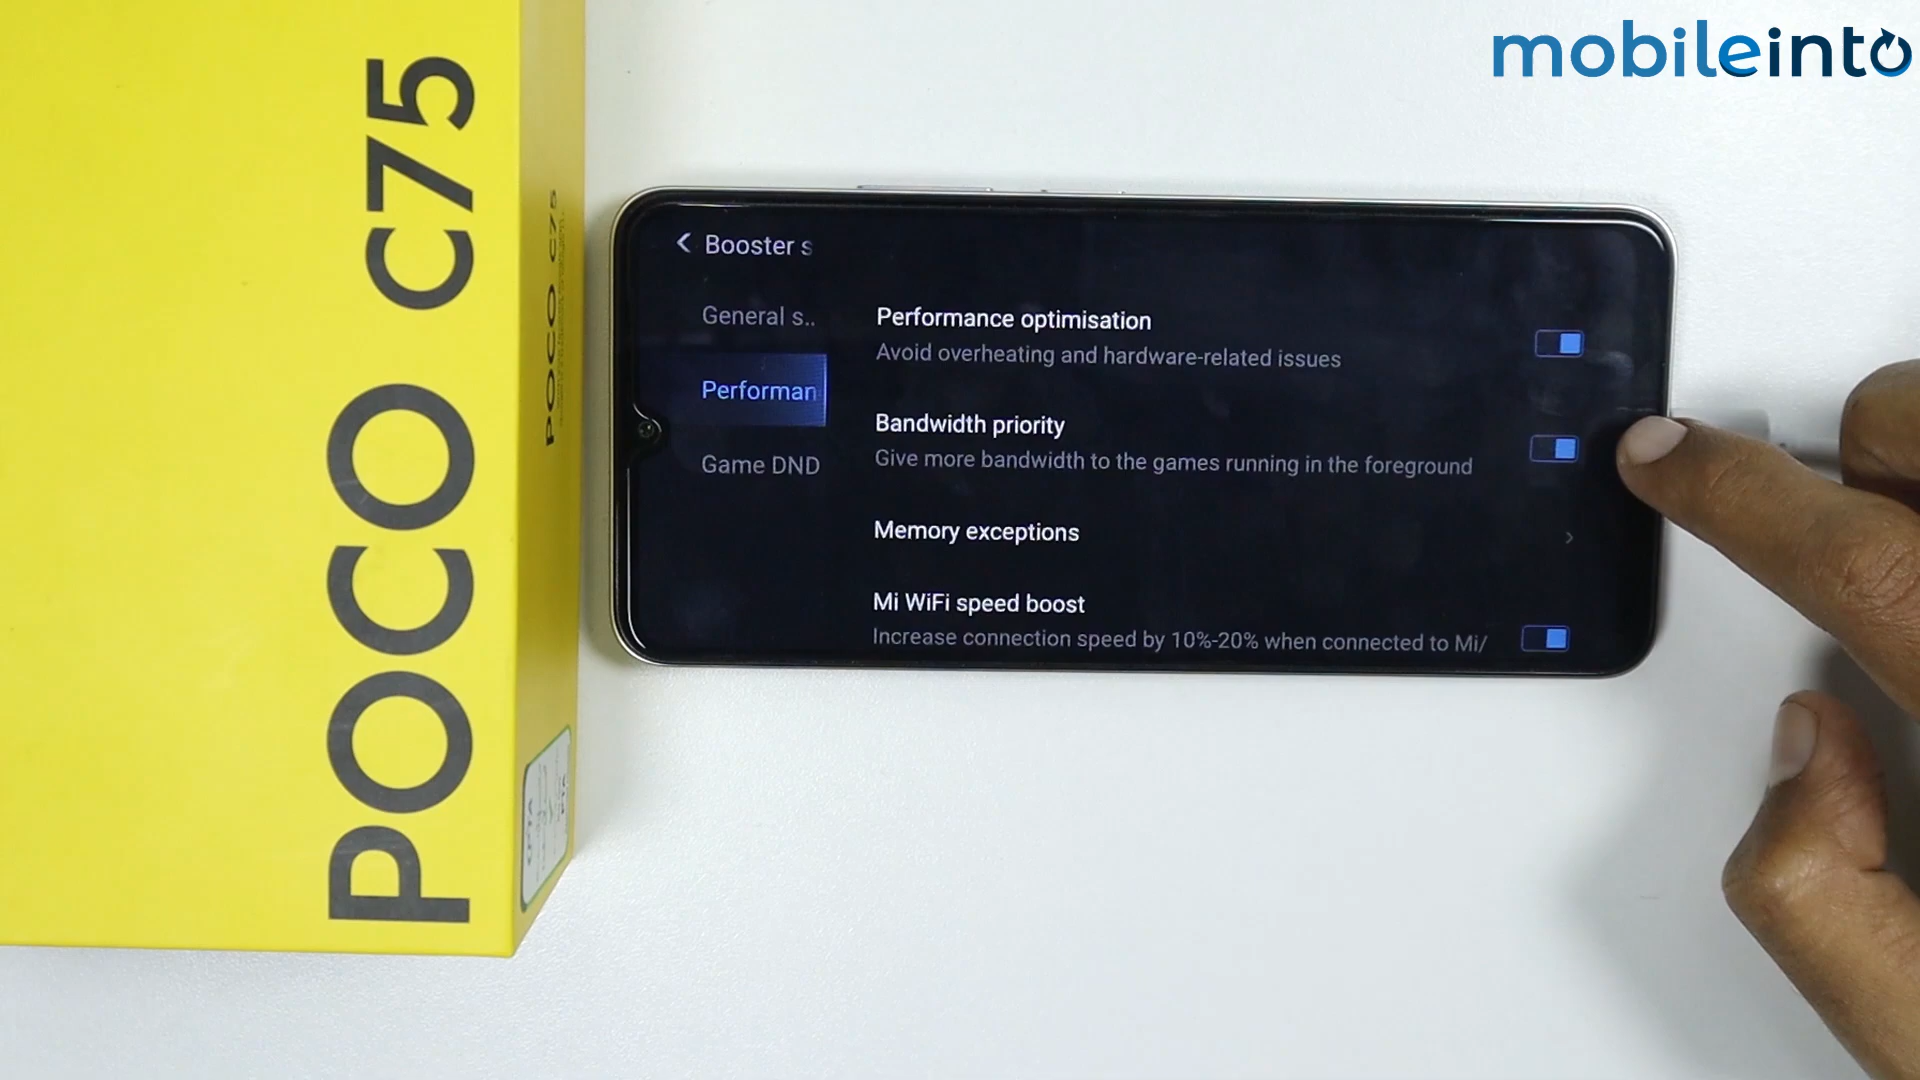 mobileinto
POCO C75
POCO C75
Booster s
General s..
Performan
Game DND
Performance optimisation
Avoid overheating and hardware-related issues
Bandwidth priority
Give more bandwidth to the games running in the foreground
Memory exceptions
Mi WiFi speed boost
Increase connection speed by 10%-20% when connected to Mi/